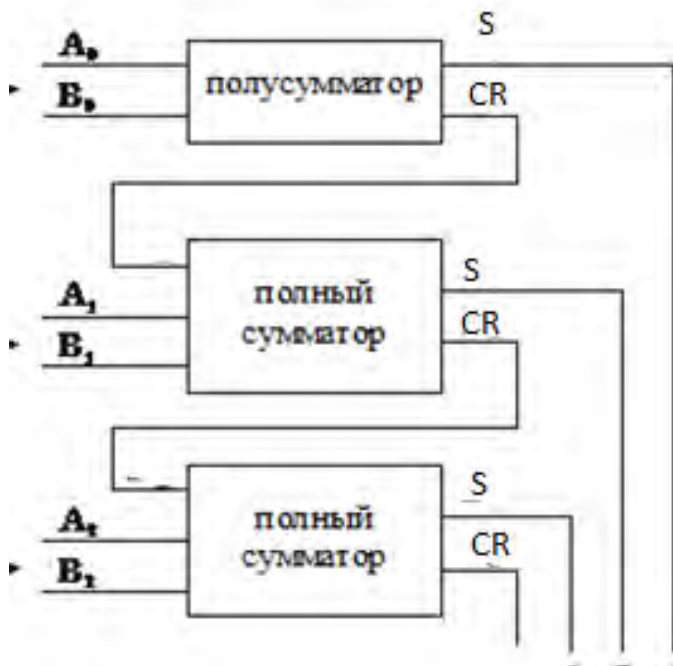 S
A₀
полусумматор
B₀
CR
S
A₁
полный
сумматор
CR
B₁
S
A₂
полный
сумматор
CR
B₂